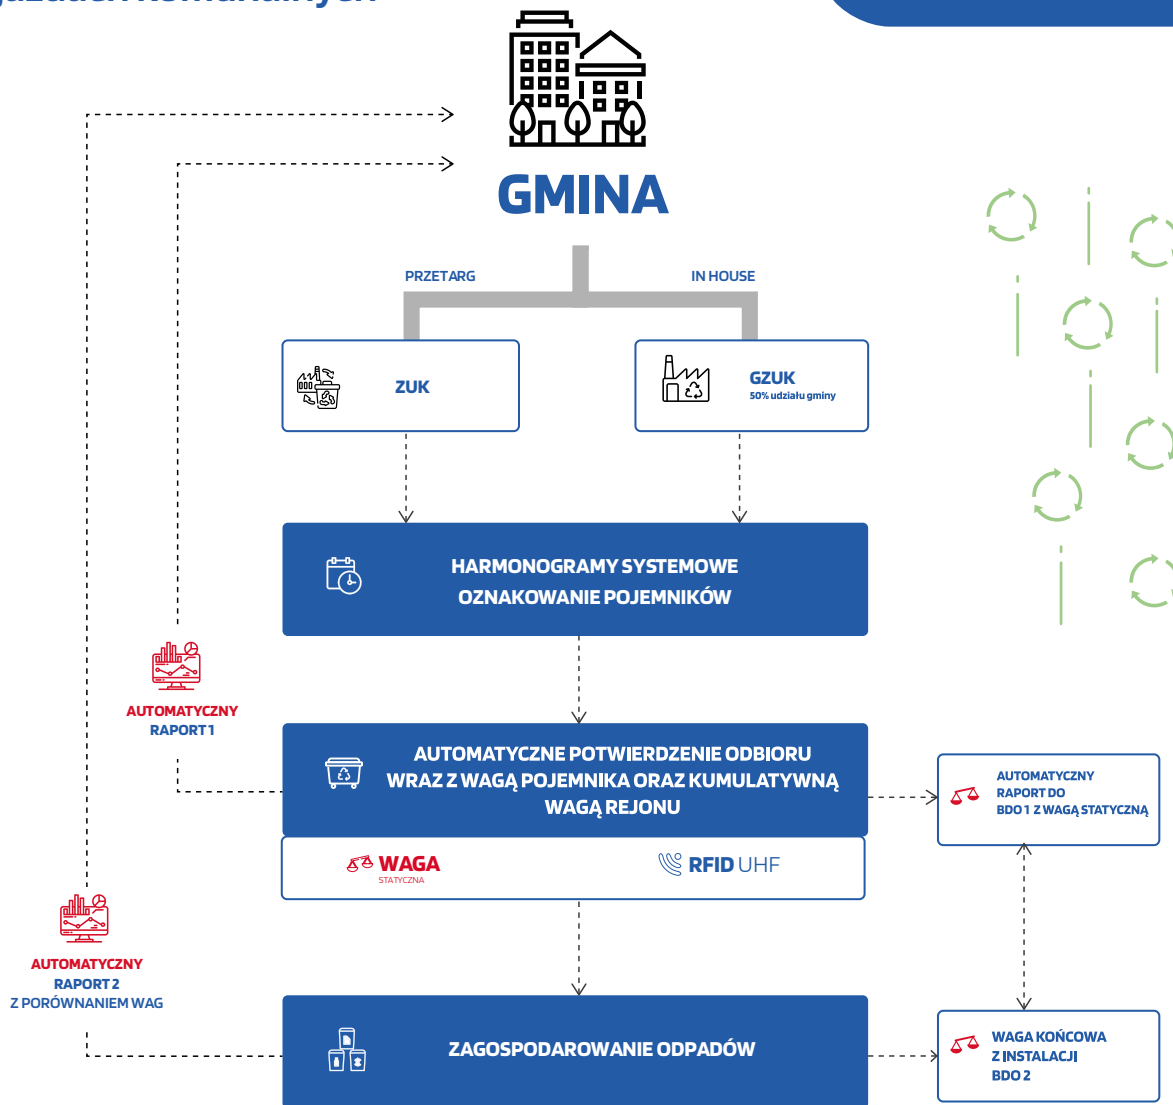 GMINA
PRZETARG
IN HOUSE
ZUK
GZUK
50% udziału gminy
HARMONOGRAMY SYSTEMOWE
OZNAKOWANIE POJEMNIKÓW
AUTOMATYCZNY
RAPORT 1
AUTOMATYCZNE POTWIERDZENIE ODBIORU
WRAZ Z WAGĄ POJEMNIKA ORAZ KUMULATYWNĄ
WAGĄ REJONU
AUTOMATYCZNY
RAPORT DO
BDO 1 Z WAGĄ STATYCZNĄ
WAGA
STATYCZNA
RFID UHF
AUTOMATYCZNY
RAPORT 2
Z PORÓWNANIEM WAG
ZAGOSPODAROWANIE ODPADÓW
WAGA KOŃCOWA
Z INSTALACJI
BDO 2